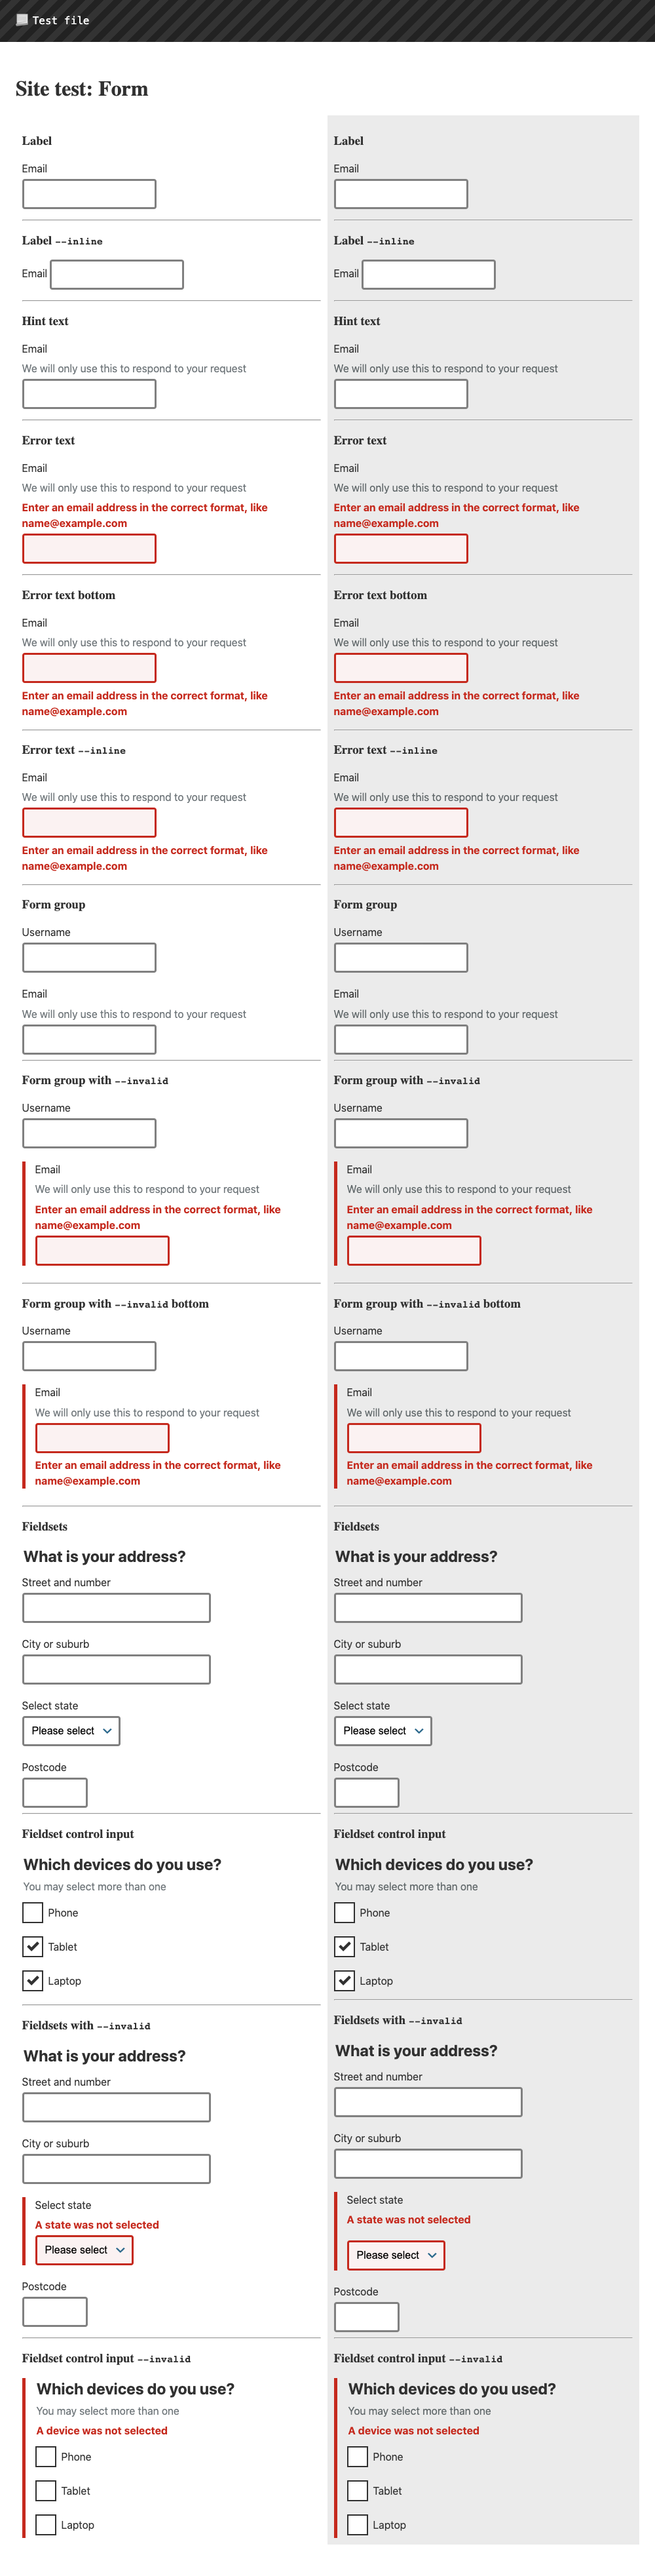 Test file
Site test: Form
Label
Email
Label --inline
Email
Hint text
Email
We will only use this to respond to your request
Error text
Email
We will only use this to respond to your request
Enter an email address in the correct format, like
name@example.com
Error text bottom
Email
We will only use this to respond to your request
Enter an email address in the correct format, like
name@example.com
Error text --inline
Email
We will only use this to respond to your request
Enter an email address in the correct format, like
name@example.com
Form group
Username
Email
We will only use this to respond to your request
Form group with --invalid
Username
Email
We will only use this to respond to your request
Enter an email address in the correct format, like
name@example.com
Form group with --invalid bottom
Username
Email
We will only use this to respond to your request
Enter an email address in the correct format, like
name@example.com
Fieldsets
What is your address?
Street and number
City or suburb
Select state
Please select
Postcode
Fieldset control input
Which devices do you use?
You may select more than one
Phone
Tablet
Laptop
Fieldsets with --invalid
What is your address?
Street and number
City or suburb
Select state
A state was not selected
Please select
Postcode
Fieldset control input --invalid
Which devices do you use?
You may select more than one
A device was not selected
Phone
Tablet
Laptop
Label
Email
Label --inline
Email
Hint text
Email
We will only use this to respond to your request
Error text
Email
We will only use this to respond to your request
Enter an email address in the correct format, like
name@example.com
Error text bottom
Email
We will only use this to respond to your request
Enter an email address in the correct format, like
name@example.com
Error text --inline
Email
We will only use this to respond to your request
Enter an email address in the correct format, like
name@example.com
Form group
Username
Email
We will only use this to respond to your request
Form group with --invalid
Username
Email
We will only use this to respond to your request
Enter an email address in the correct format, like
name@example.com
Form group with --invalid bottom
Username
Email
We will only use this to respond to your request
Enter an email address in the correct format, like
name@example.com
Fieldsets
What is your address?
Street and number
City or suburb
Select state
Please select
Postcode
Fieldset control input
Which devices do you use?
You may select more than one
Phone
Tablet
Laptop
Fieldsets with --invalid
What is your address?
Street and number
City or suburb
Select state
A state was not selected
Please select
Postcode
Fieldset control input --invalid
Which devices do you used?
You may select more than one
A device was not selected
Phone
Tablet
Laptop